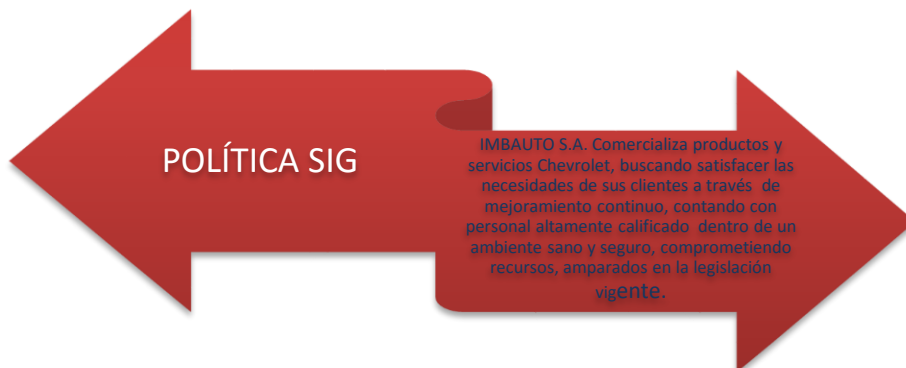 POLÍTICA SIG
IMBAUTO S.A. Comercializa productos y
servicios Chevrolet, buscando satisfacer las
necesidades de sus clientes a través  de
mejoramiento continuo, contando con
personal altamente calificado  dentro de un
ambiente sano y seguro, comprometiendo
recursos, amparados en la legislación
vigente.